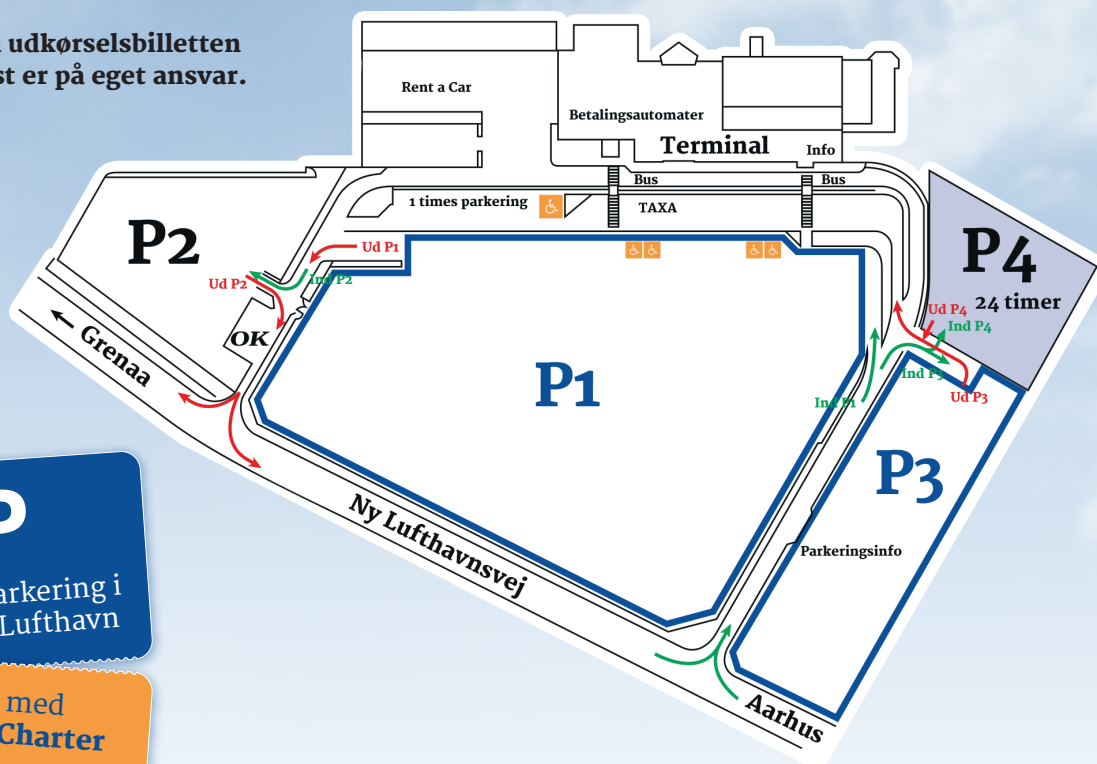 udkørselsbilletten
er på eget ansvar.
Rent a Car
Betalingsautomater
Terminal
Info
Bus
Bus
1 times parkering
TAXA
P2
Ud P1
Ind P2
Ud P2
OK
Grenaa
P4
24 timer
Ud P4
Ind P4
Ind P3
Ud P3
Ind P1
P1
P3
Parkeringsinfo
Ny Lufthavnsvej
Aarhus
P
arkering i
Lufthavn
med
Charter